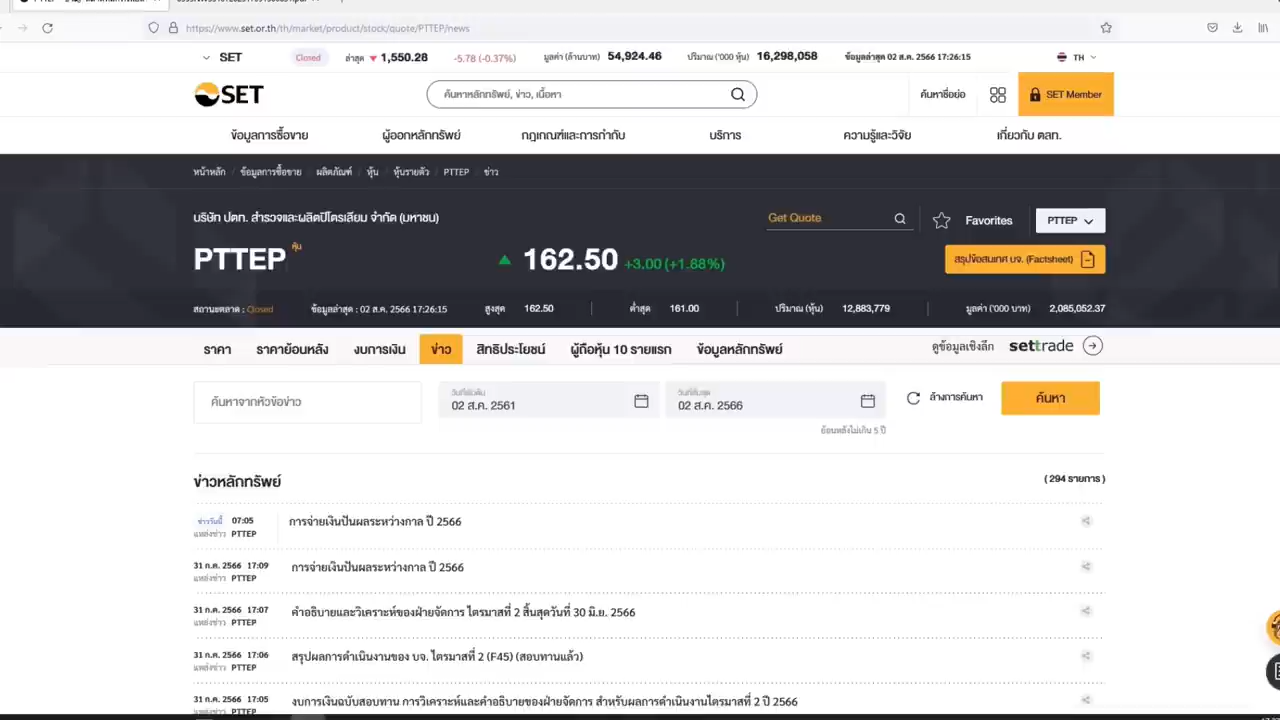 https://www.set.or.th/th/market/product/stock/quote/PTTEP/news
SET Closed ล่าสุด 1,550.28 -5.78 (-0.37%) มูลค่า (ล้านบาท) 54,924.46 ปริมาณ ('000 หุ้น) 16,298,058 ข้อมูลล่าสุด 02 ส.ค. 2566 17:26:15 TH
SET ค้นหาหลักทรัพย์, ข่าว, เนื้อหา ค้นหาชื่อย่อ SET Member
ข้อมูลการซื้อขาย ผู้ออกหลักทรัพย์ กฎเกณฑ์และการกำกับ บริการ ความรู้และวิจัย เกี่ยวกับ ตลท.
หน้าหลัก / ข้อมูลการซื้อขาย / ผลิตภัณฑ์ / หุ้น / หุ้นรายตัว / PTTEP / ข่าว
บริษัท ปตท. สำรวจและผลิตปิโตรเลียม จำกัด (มหาชน) Get Quote Favorites PTTEP
PTTEP หุ้น 162.50 +3.00 (+1.88%) สรุปข้อสนเทศ บจ. (Factsheet)
สถานะตลาด : Closed ข้อมูลล่าสุด : 02 ส.ค. 2566 17:26:15 สูงสุด 162.50 ต่ำสุด 161.00 ปริมาณ (หุ้น) 12,883,779 มูลค่า ('000 บาท) 2,085,052.37
ราคา ราคาย้อนหลัง งบการเงิน ข่าว สิทธิประโยชน์ ผู้ถือหุ้น 10 รายแรก ข้อมูลหลักทรัพย์ ดูข้อมูลเชิงลึก settrade
วันที่เริ่มต้น วันที่สิ้นสุด
ค้นหาจากหัวข้อข่าว 02 ส.ค. 2561 02 ส.ค. 2566 ล้างการค้นหา ค้นหา
ย้อนหลังไม่เกิน 5 ปี
ข่าวหลักทรัพย์ ( 294 รายการ )
ข่าววันนี้ 07:05 การจ่ายเงินปันผลระหว่างกาล ปี 2566
แหล่งข่าว PTTEP
31 ก.ค. 2566 17:09 การจ่ายเงินปันผลระหว่างกาล ปี 2566
แหล่งข่าว PTTEP
31 ก.ค. 2566 17:07 คำอธิบายและวิเคราะห์ของฝ่ายจัดการ ไตรมาสที่ 2 สิ้นสุดวันที่ 30 มิ.ย. 2566
แหล่งข่าว PTTEP
31 ก.ค. 2566 17:06 สรุปผลการดำเนินงานของ บจ. ไตรมาสที่ 2 (F45) (สอบทานแล้ว)
แหล่งข่าว PTTEP
31 ก.ค. 2566 17:05 งบการเงินฉบับสอบทาน การวิเคราะห์และคำอธิบายของฝ่ายจัดการ สำหรับผลการดำเนินงานไตรมาสที่ 2 ปี 2566
แหล่งข่าว PTTEP